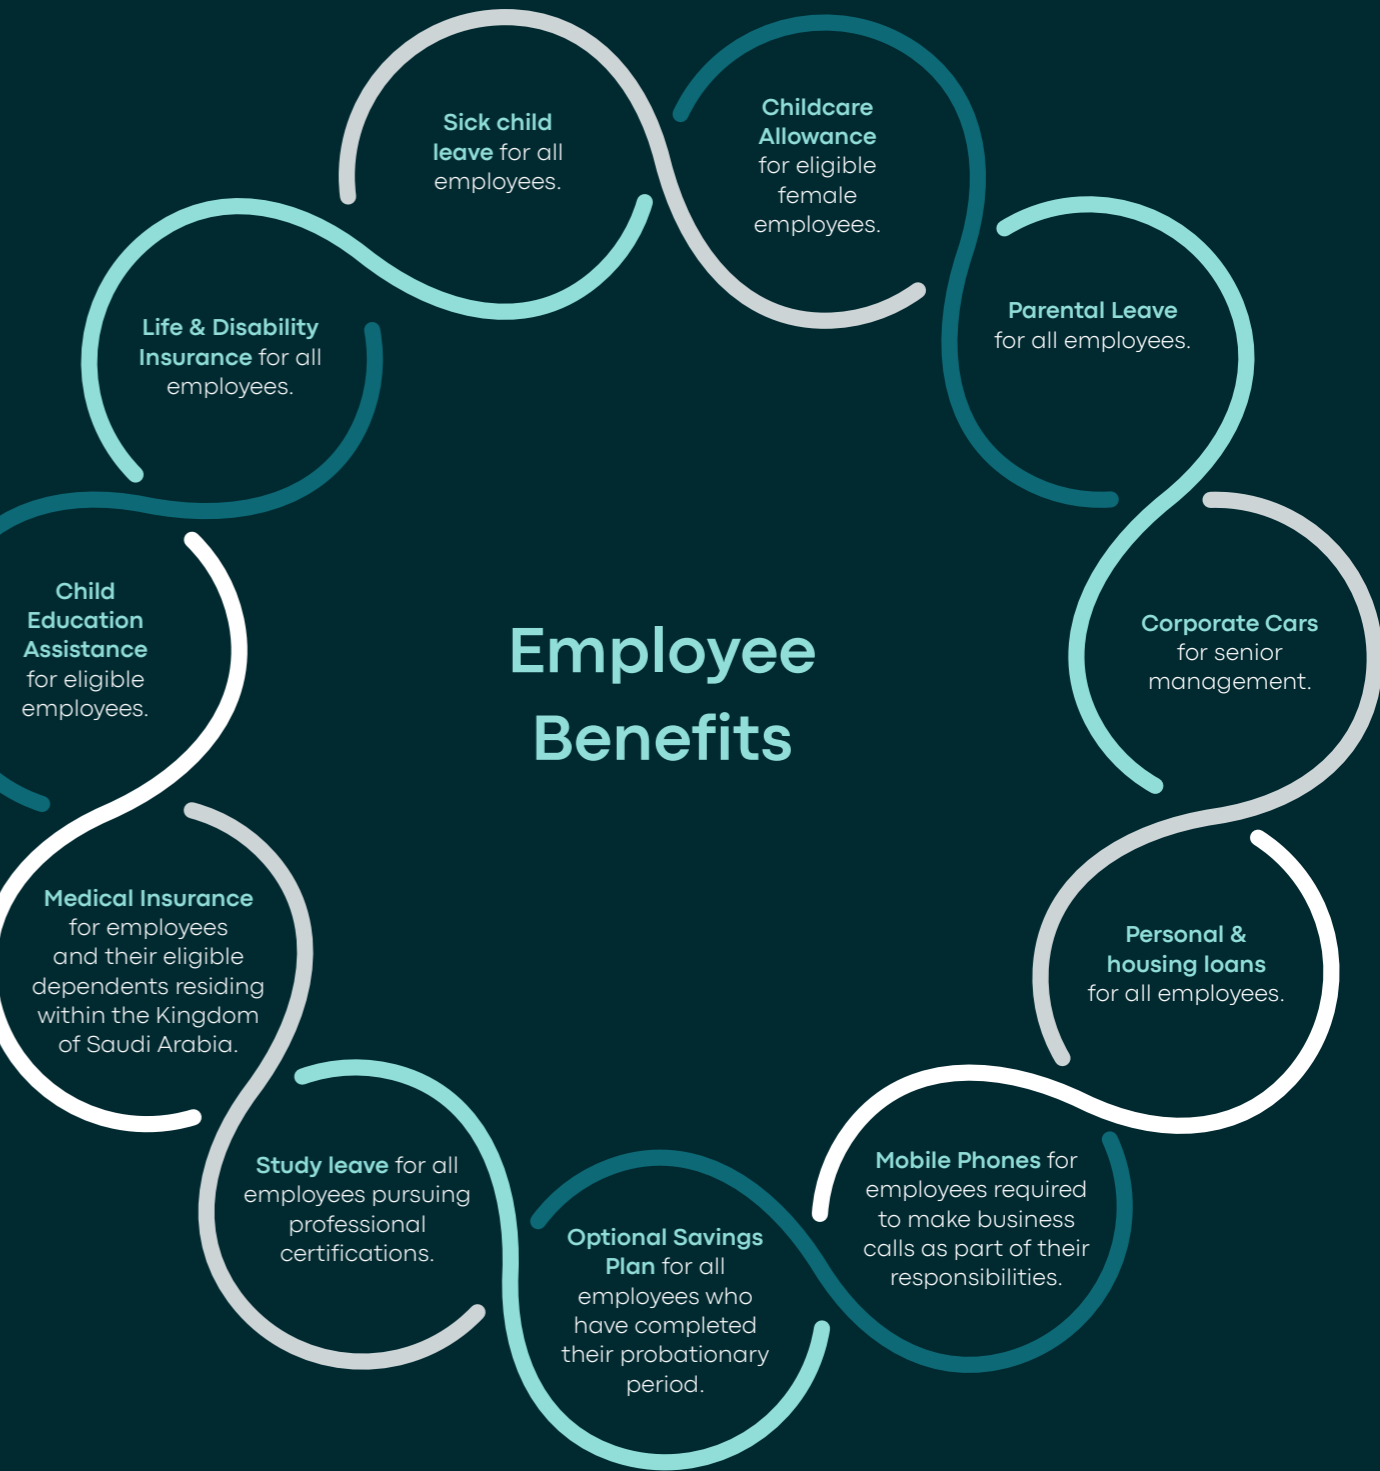 Sick child
leave for all
employees.
Childcare
Allowance
for eligible
female
employees.
Parental Leave
for all employees.
Corporate Cars
for senior
management.
Personal &
housing loans
for all employees.
Mobile Phones for
employees required
to make business
calls as part of their
responsibilities.
Optional Savings
Plan for all
employees who
have completed
their probationary
period.
Study leave for all
employees pursuing
professional
certifications.
Medical Insurance
for employees
and their eligible
dependents residing
within the Kingdom
of Saudi Arabia.
Child
Education
Assistance
for eligible
employees.
Life & Disability
Insurance for all
employees.
Employee
Benefits